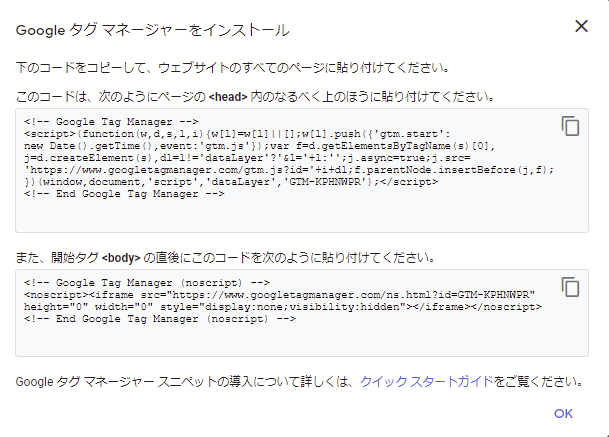 Google タグ マネージャーをインストール
下のコードをコピーして、ウェブサイトのすべてのページに貼り付けてください。
このコードは、次のようにページの <head> 内のなるべく上のほうに貼り付けてください。
<!-- Google Tag Manager -->
<script>(function(w,d,s,l,i){w[l]=w[l]||[];w[l].push({'gtm.start':
new Date().getTime(),event:'gtm.js'});var f=d.getElementsByTagName(s)[0],
j=d.createElement(s),dl=l!='dataLayer'?'&l='+l:'';j.async=true;j.src=
'https://www.googletagmanager.com/gtm.js?id='+i+dl;f.parentNode.insertBefore(j,f);
})(window,document,'script','dataLayer','GTM-KPHNWPR');</script>
<!-- End Google Tag Manager -->
また、開始タグ <body> の直後にこのコードを次のように貼り付けてください。
<!-- Google Tag Manager (noscript) -->
<noscript><iframe src="https://www.googletagmanager.com/ns.html?id=GTM-KPHNWPR"
height="0" width="0" style="display:none;visibility:hidden"></iframe></noscript>
<!-- End Google Tag Manager (noscript) -->
Google タグ マネージャー スニペットの導入について詳しくは、クイック スタートガイドをご覧ください。
OK